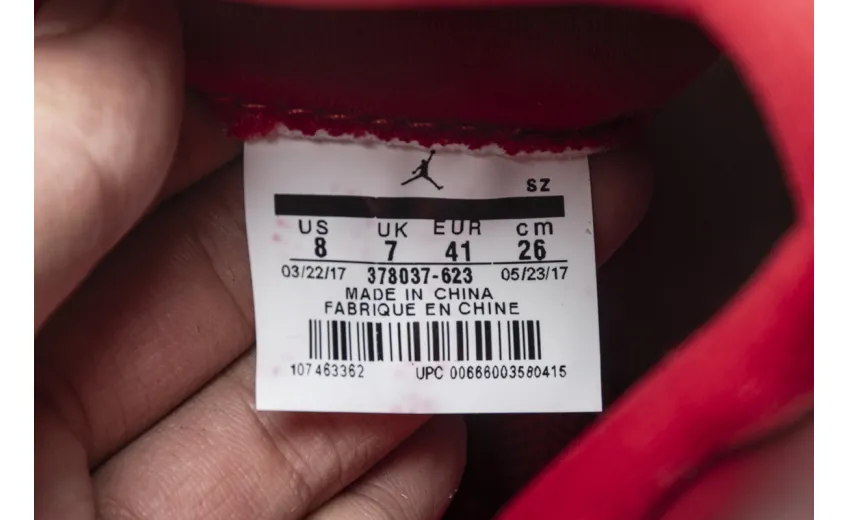 SZ
US UK EUR cm
8 7 41 26
03/22/17 378037-623 05/23/17
MADE IN CHINA
FABRIQUE EN CHINE
107463362 UPC 00666003580415